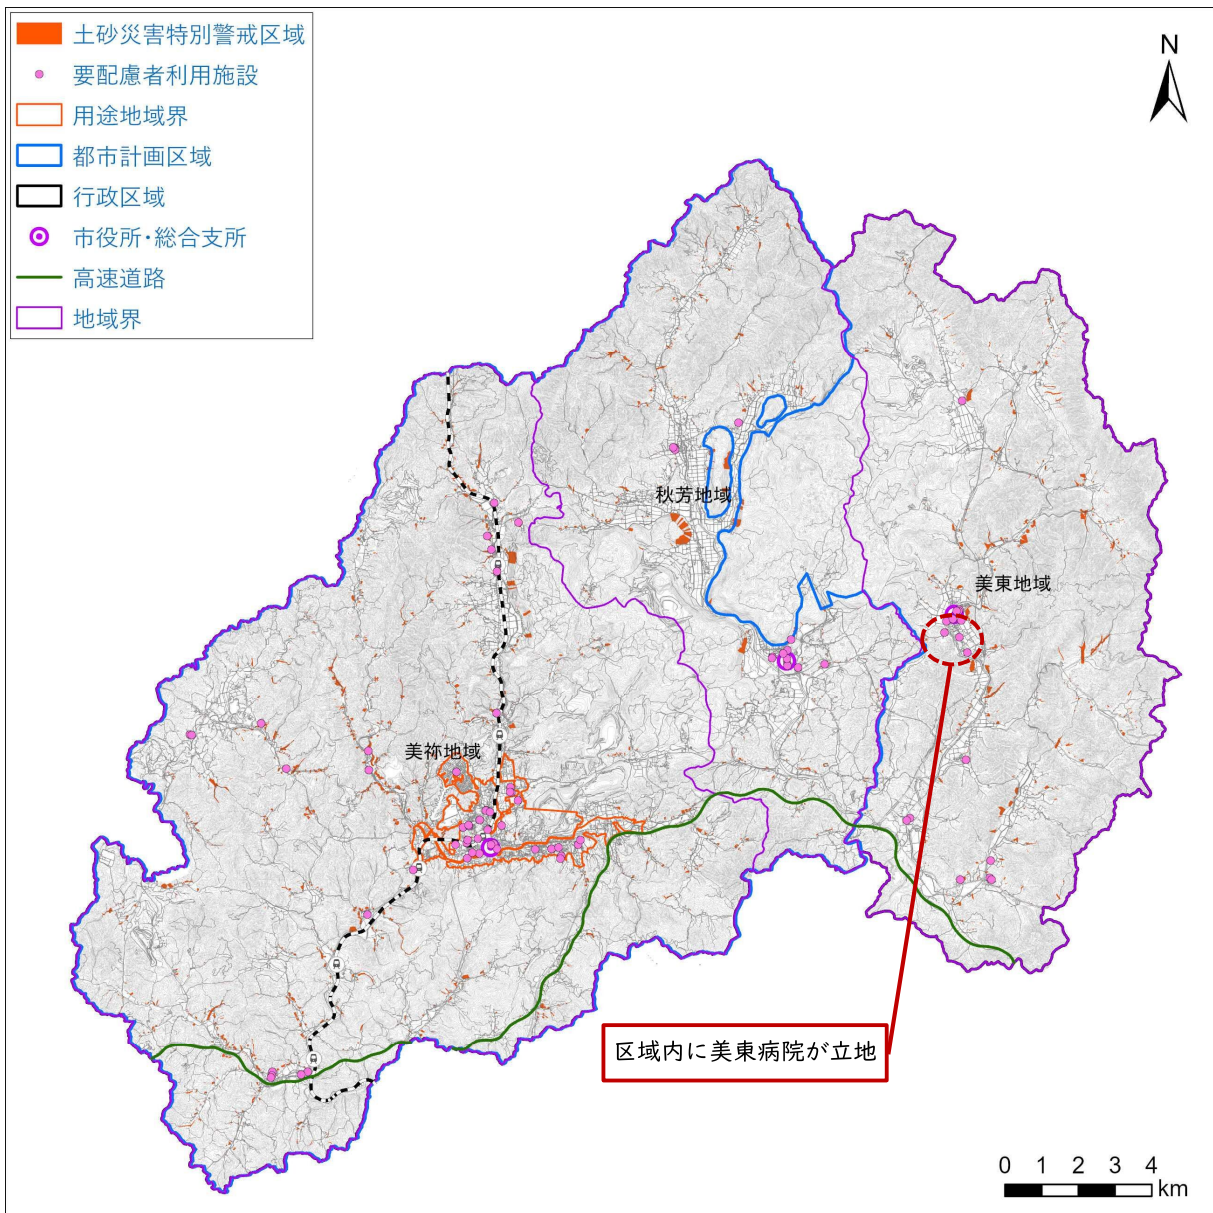 土砂災害特別警戒区域
要配慮者利用施設
用途地域界
都市計画区域
行政区域
市役所・総合支所
高速道路
地域界
N
秋芳地域
美東地域
美祢地域
区域内に美東病院が立地
0 1 2 3 4
km